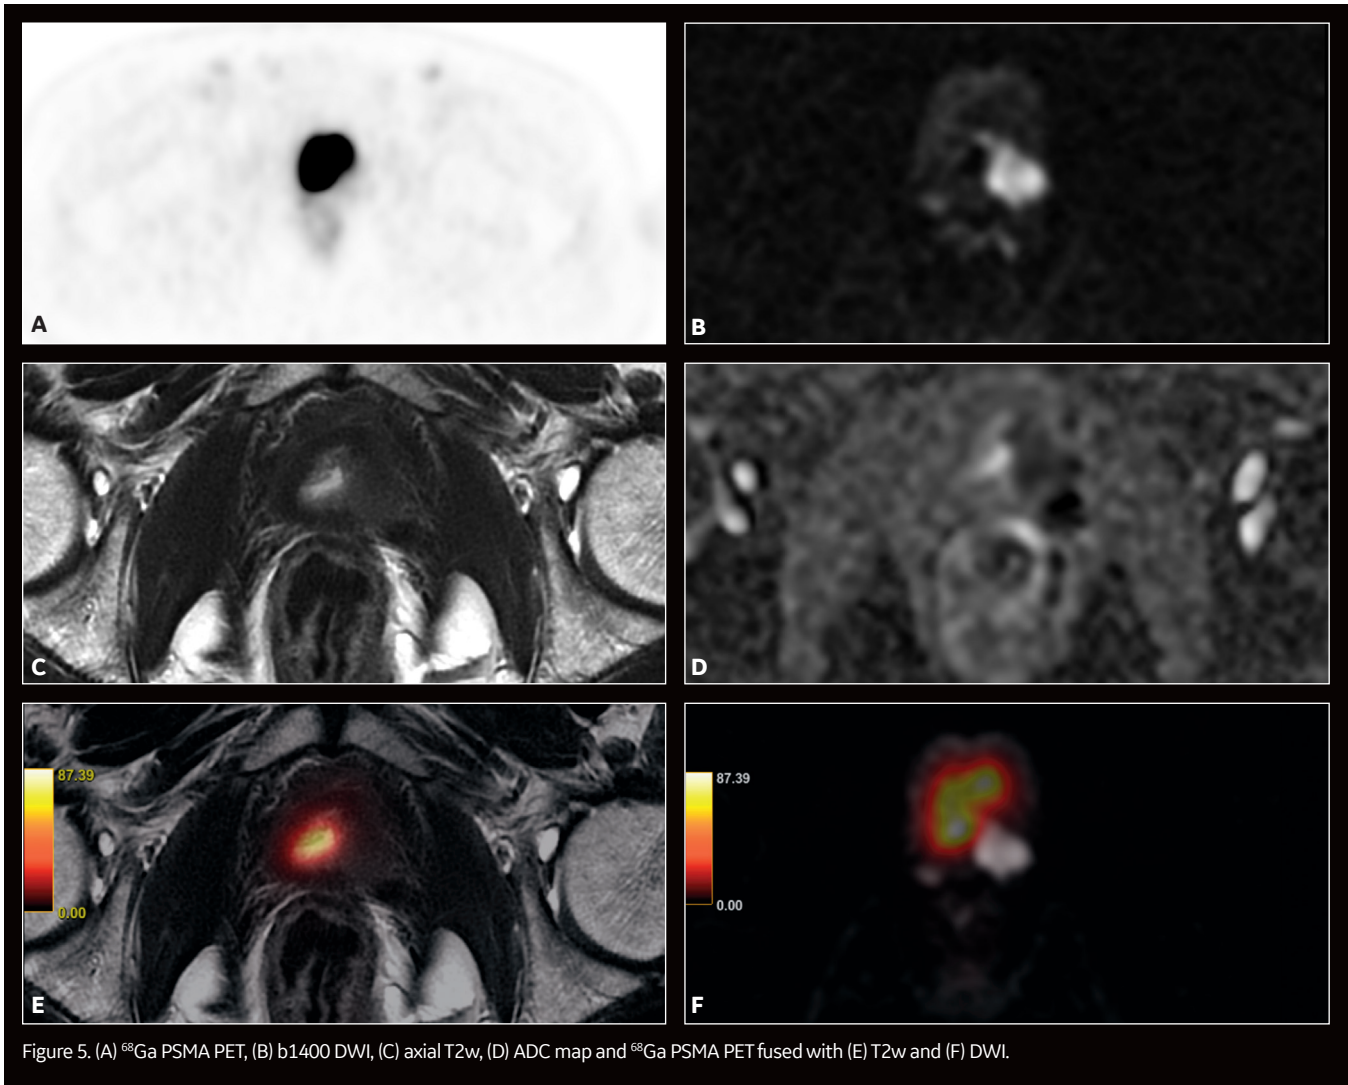 A
B
C
D
87.39
0.00
E
87.39
0.00
F
Figure 5. (A) ⁶⁸Ga PSMA PET, (B) b1400 DWI, (C) axial T2w, (D) ADC map and ⁶⁸Ga PSMA PET fused with (E) T2w and (F) DWI.